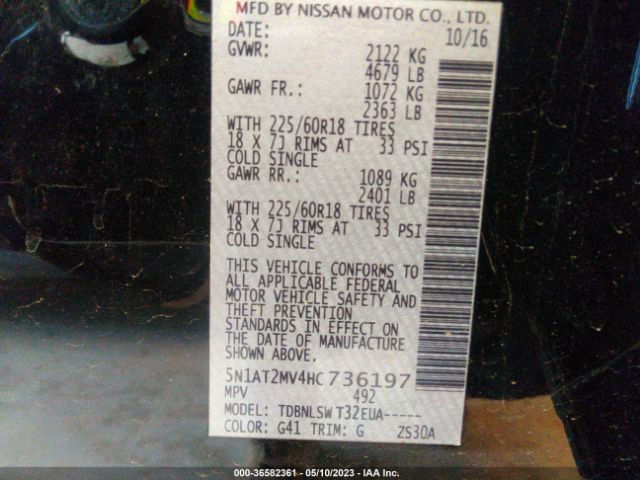 MFD BY NISSAN MOTOR CO., LTD.
DATE: 10/16
GVWR: 2122 KG
4679 LB
GAWR FR.: 1072 KG
2363 LB
WITH 225/60R18 TIRES
18 X 7J RIMS AT 33 PSI
COLD SINGLE
GAWR RR.: 1089 KG
2401 LB
WITH 225/60R18 TIRES
18 X 7J RIMS AT 33 PSI
COLD SINGLE
THIS VEHICLE CONFORMS TO
ALL APPLICABLE FEDERAL
MOTOR VEHICLE SAFETY AND
THEFT PREVENTION
STANDARDS IN EFFECT ON
THE DATE OF MANUFACTURE
SHOWN ABOVE.
5N1AT2MV4HC736197
MPV 492
MODEL: TDBNLSW T32EUA-----
COLOR: G41 TRIM: G ZS30A
000-36582361 - 05/10/2023 - IAA Inc.